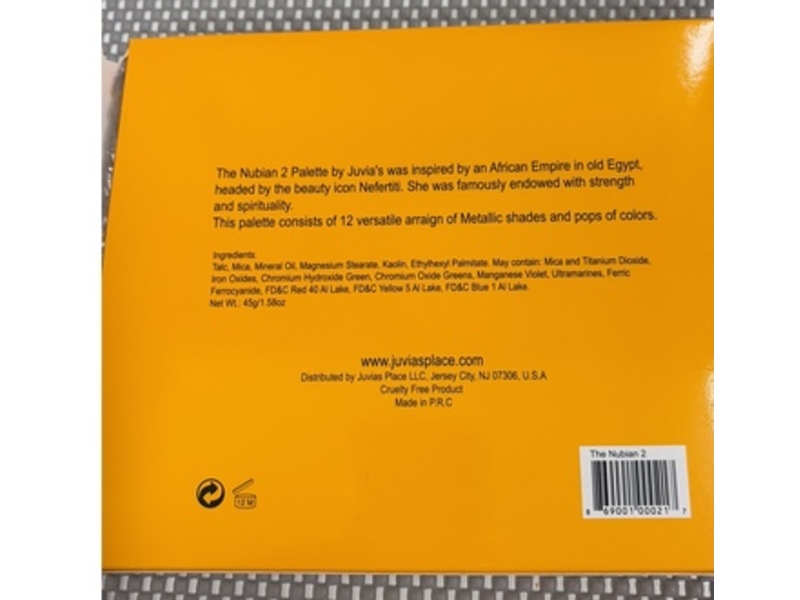 The Nubian 2 Palette by Juvia's was inspired by an African Empire in old Egypt,
headed by the beauty icon Nefertiti. She was famously endowed with strength
and spirituality.
This palette consists of 12 versatile arraign of Metallic shades and pops of colors.
Ingredients:
Talc, Mica, Mineral Oil, Magnesium Stearate, Kaolin, Ethylhexyl Palmitate. May contain: Mica and Titanium Dioxide,
Iron Oxides, Chromium Hydroxide Green, Chromium Oxide Greens, Manganese Violet, Ultramarines, Ferric
Ferrocyanide, FD&C Red 40 Al Lake, FD&C Yellow 5 Al Lake, FD&C Blue 1 Al Lake.
Net Wt.: 45g/1.58oz
www.juviasplace.com
Distributed by Juvias Place LLC, Jersey City, NJ 07306, U.S.A
Cruelty Free Product
Made in P.R.C
12 M
The Nubian 2
8 69001 00021 7